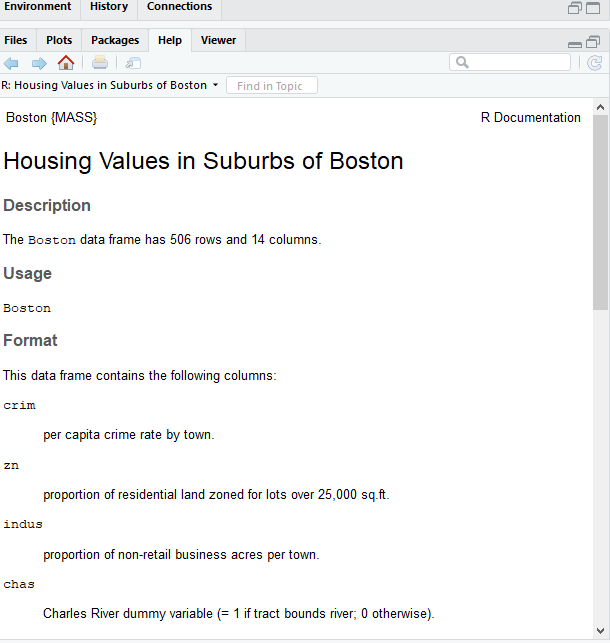 Environment History Connections
Files Plots Packages Help Viewer
R: Housing Values in Suburbs of Boston Find in Topic
Boston {MASS} R Documentation
Housing Values in Suburbs of Boston
Description
The Boston data frame has 506 rows and 14 columns.
Usage
Boston
Format
This data frame contains the following columns:
crim
per capita crime rate by town.
zn
proportion of residential land zoned for lots over 25,000 sq.ft.
indus
proportion of non-retail business acres per town.
chas
Charles River dummy variable (= 1 if tract bounds river; 0 otherwise).